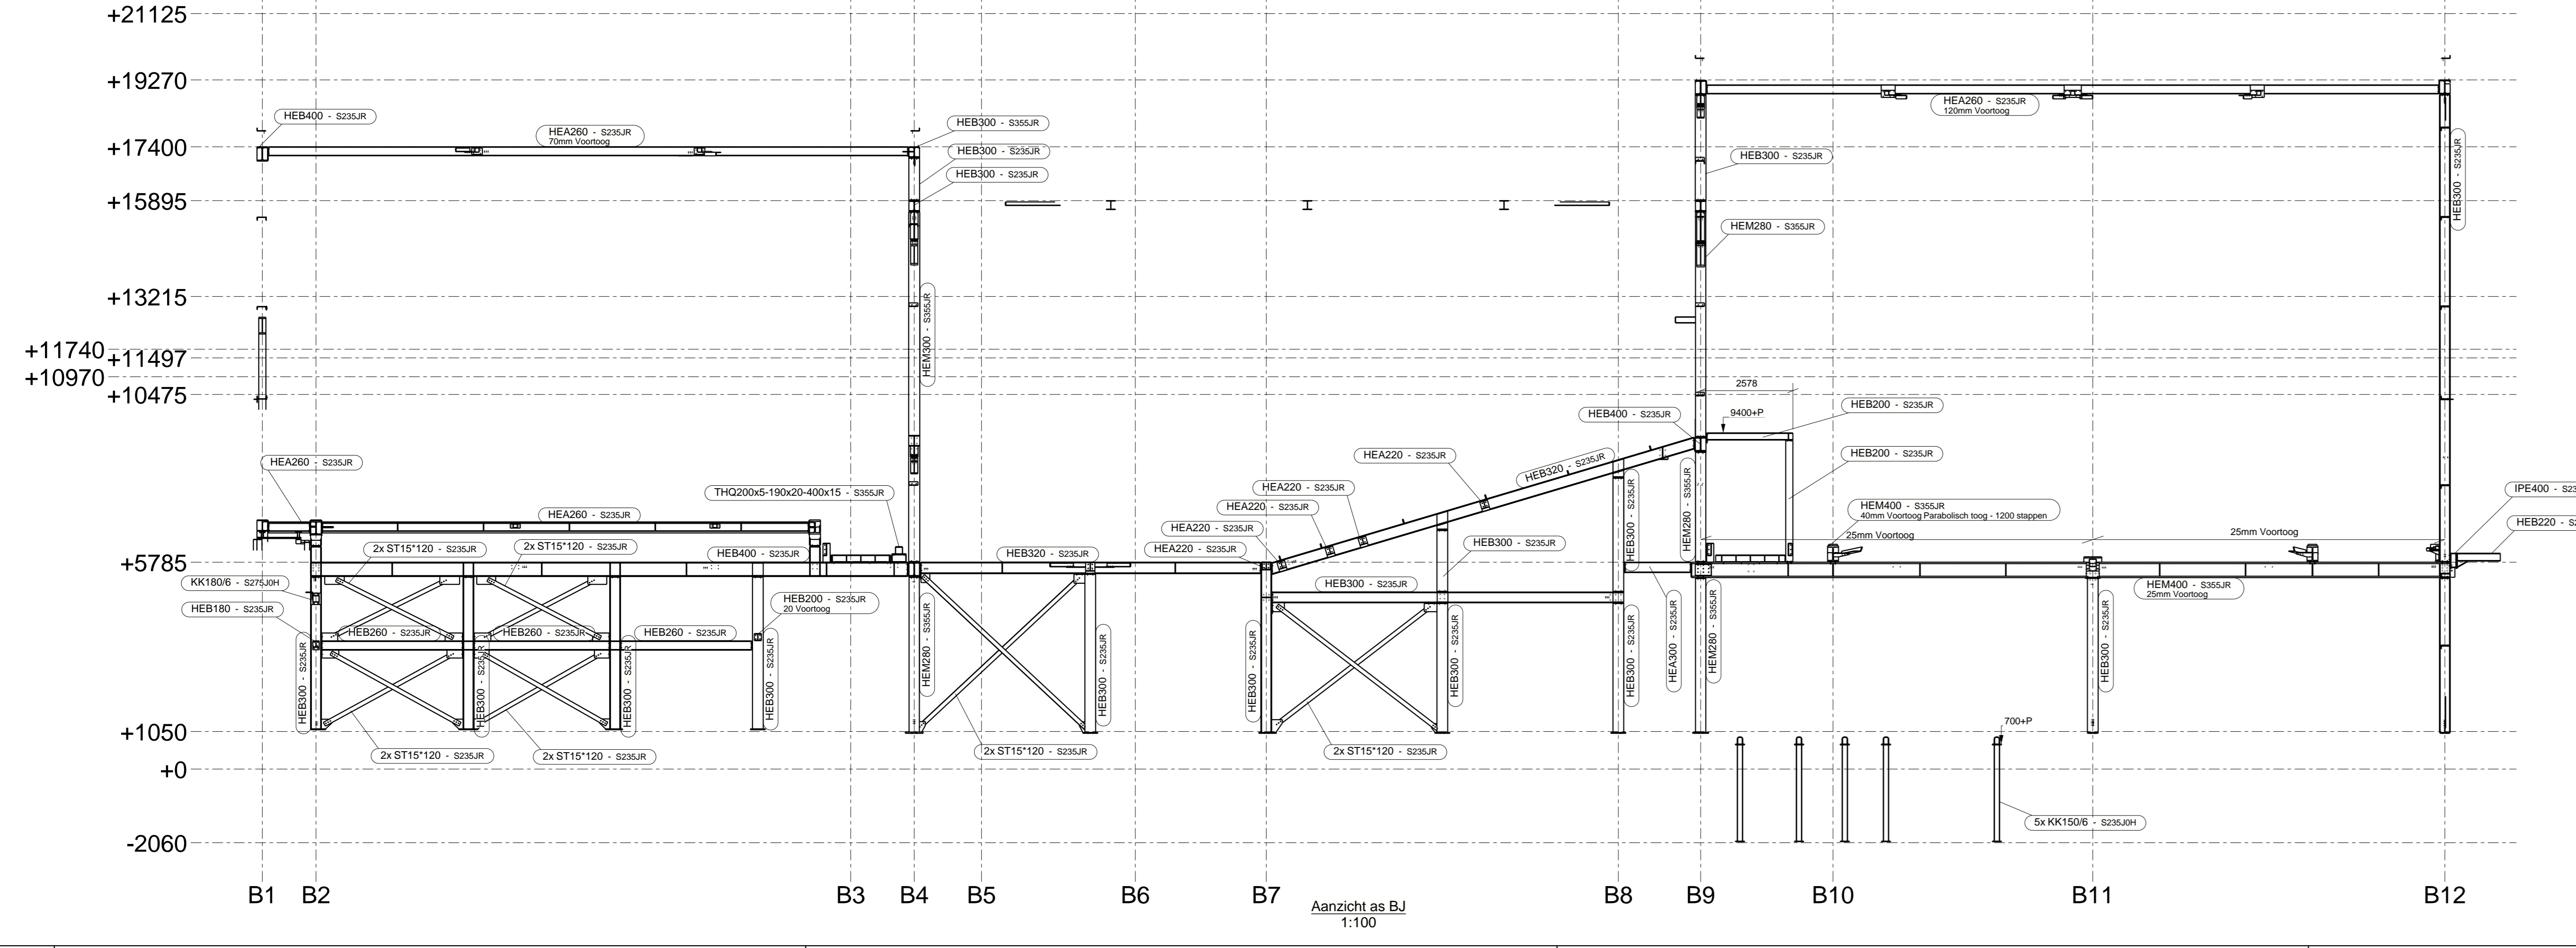 +21125
+19270
HEB400 - S235JR
HEA260 - S235JR
70mm Voortoog
HEB300 - S355JR
HEA260 - S235JR
120mm Voortoog
+17400
HEB300 - S235JR
HEB300 - S235JR
HEB300 - S235JR
HEB300 - S235JR
+15895
HEM280 - S355JR
+13215
HEM300 - S355JR
+11740
+11497
+10970
+10475
2578
9400+P
HEB400 - S235JR
HEB200 - S235JR
HEA260 - S235JR
HEA220 - S235JR
HEB320 - S235JR
HEB200 - S235JR
THQ200x5-190x20-400x15 - S355JR
HEA220 - S235JR
HEB300 - S235JR
HEM280 - S355JR
IPE400 - S23
HEA260 - S235JR
HEA220 - S235JR
HEM400 - S355JR
40mm Voortoog Parabolisch toog - 1200 stappen
HEB220 - S2
HEA220 - S235JR
25mm Voortoog
25mm Voortoog
2x ST15*120 - S235JR
2x ST15*120 - S235JR
HEB400 - S235JR
HEB320 - S235JR
HEA220 - S235JR
HEB300 - S235JR
+5785
KK180/6 - S275J0H
HEB300 - S235JR
HEM400 - S355JR
25mm Voortoog
HEB180 - S235JR
HEB200 - S235JR
20 Voortoog
HEB260 - S235JR
HEB260 - S235JR
HEB260 - S235JR
HEB300 - S235JR
HEB300 - S235JR
HEB300 - S235JR
HEB300 - S235JR
HEM280 - S355JR
HEB300 - S235JR
HEB300 - S235JR
HEB300 - S235JR
HEB300 - S235JR
HEA300 - S235JR
HEM280 - S355JR
HEB300 - S235JR
+1050
2x ST15*120 - S235JR
2x ST15*120 - S235JR
2x ST15*120 - S235JR
2x ST15*120 - S235JR
700+P
+0
5x KK150/6 - S235J0H
-2060
B1
B2
B3
B4
B5
B6
B7
B8
B9
B10
B11
B12
Aanzicht as BJ
1:100